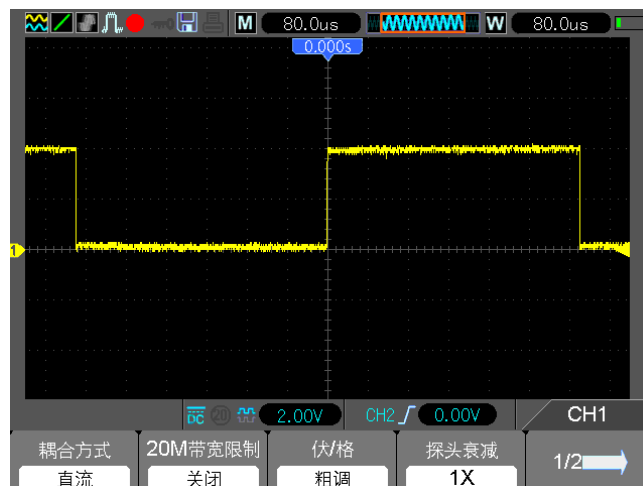 M 80.0us W 80.0us
0.000s
1
DC 20 2.00V CH2 0.00V CH1
耦合方式 20M带宽限制 伏/格 探头衰减 1/2
直流 关闭 粗调 1X